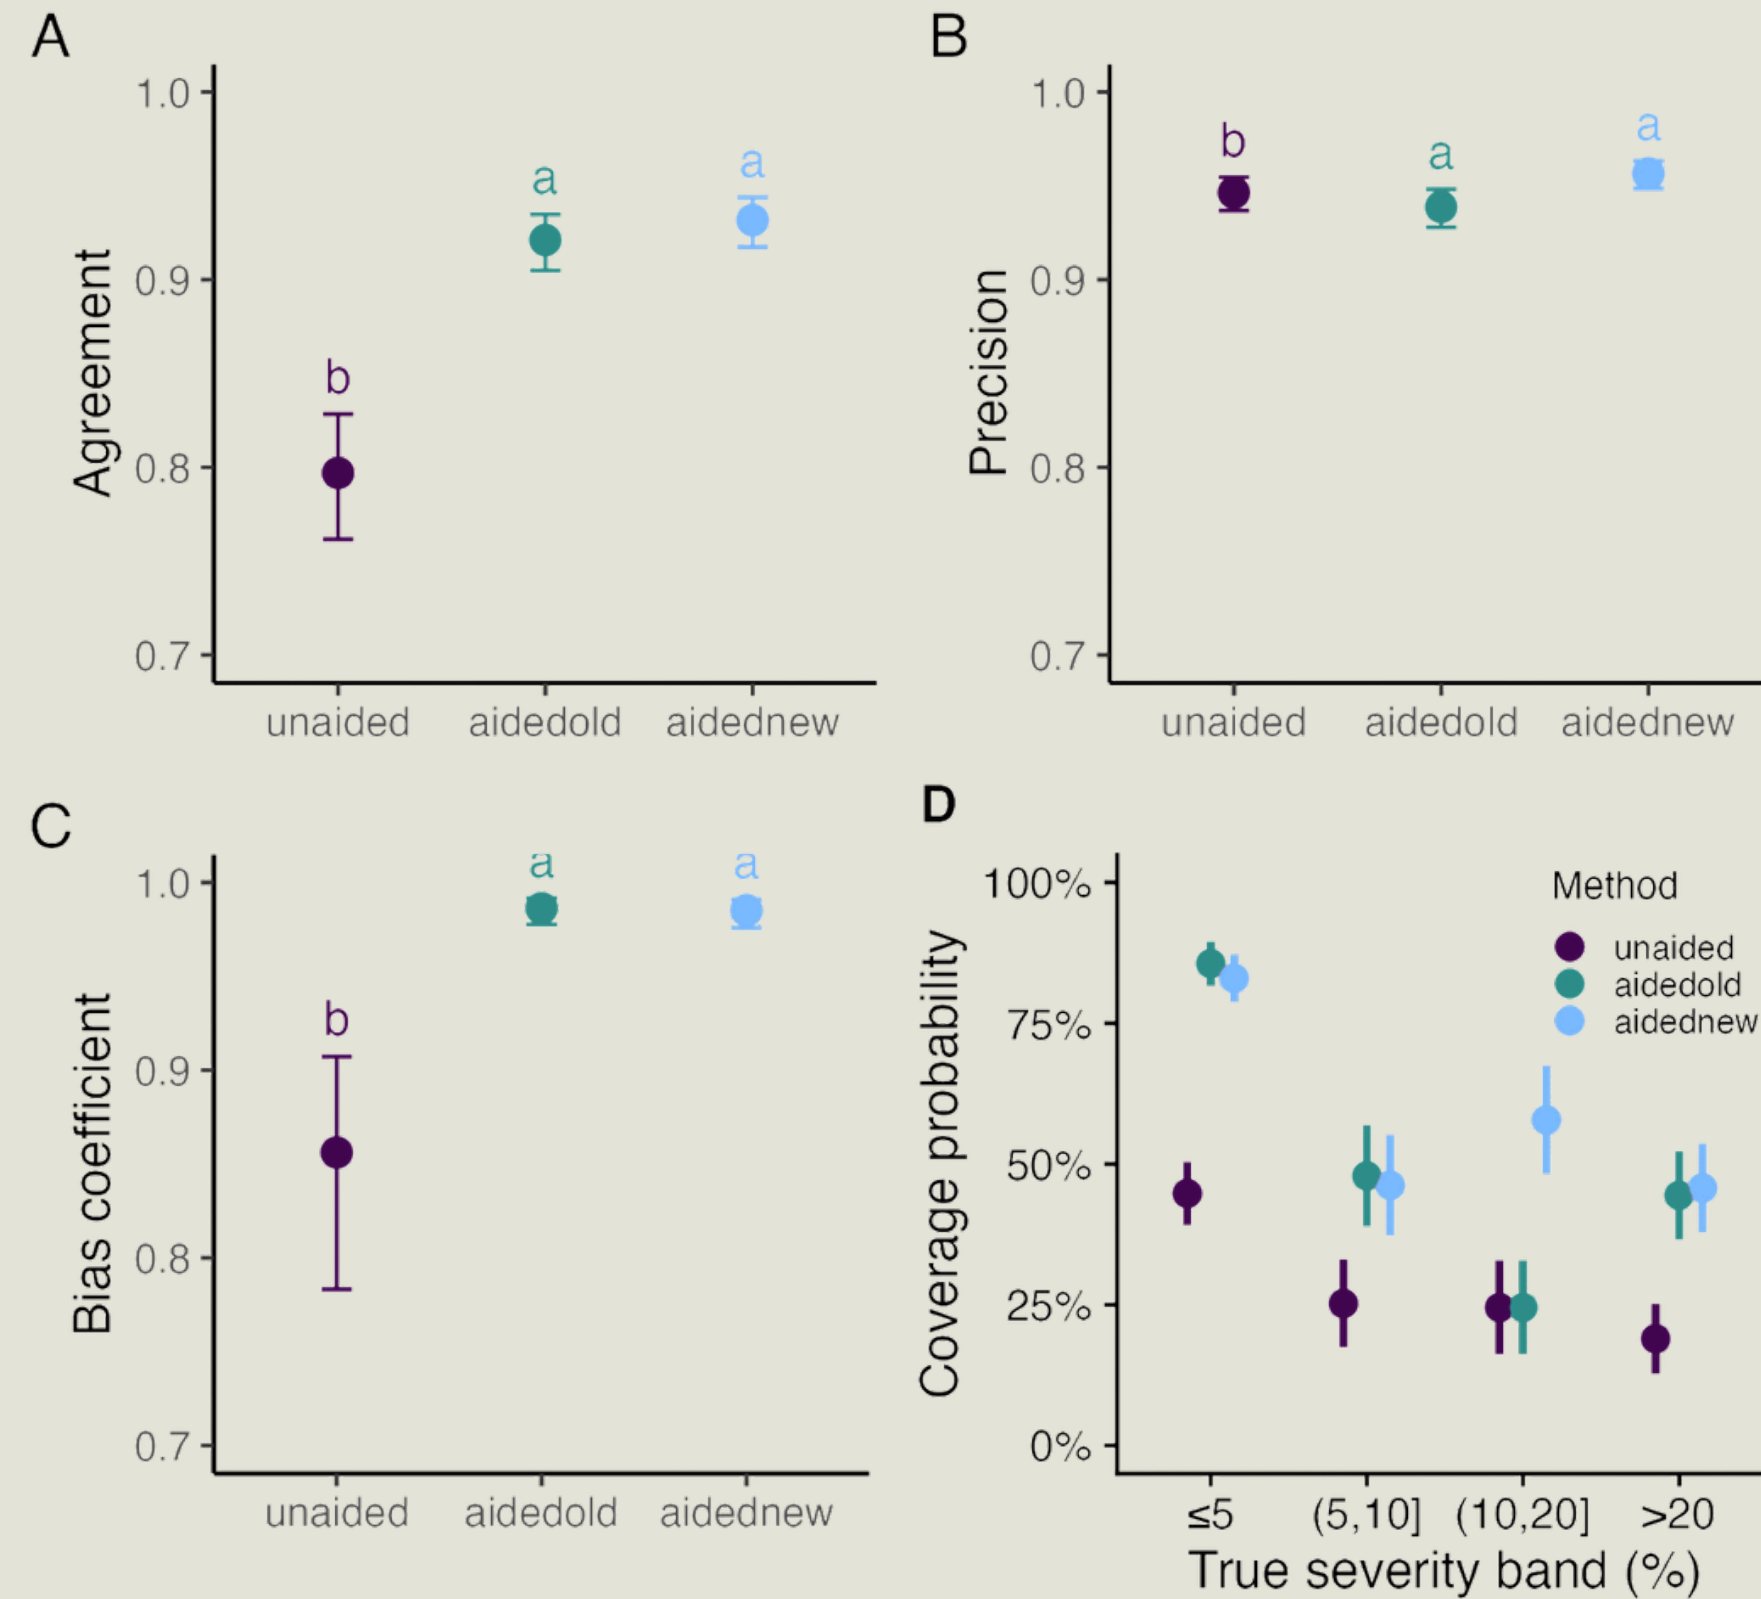 A
Agreement
1.0
0.9
0.8
0.7
b
a
a
unaided aidedold aidednew
B
Precision
1.0
0.9
0.8
0.7
b
a
a
unaided aidedold aidednew
C
Bias coefficient
1.0
0.9
0.8
0.7
b
a
a
unaided aidedold aidednew
D
Coverage probability
100%
75%
50%
25%
0%
Method
unaided
aidedold
aidednew
≤5 (5,10] (10,20] >20
True severity band (%)